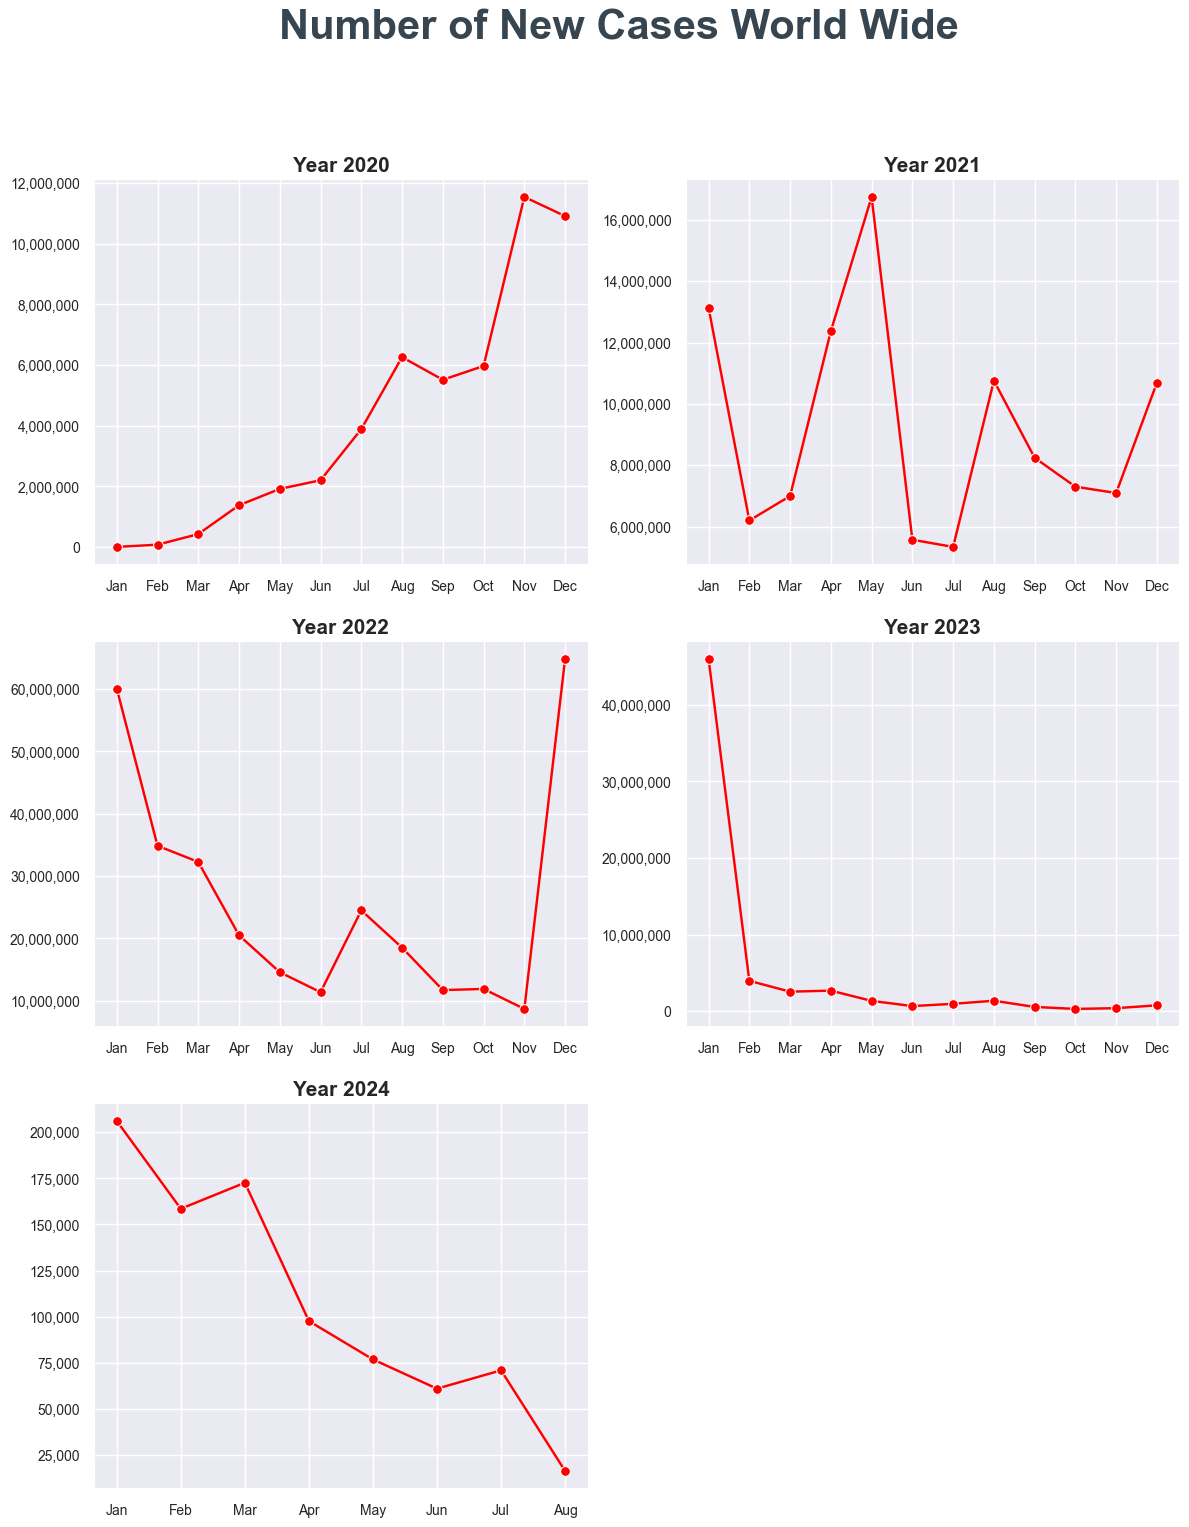 Number of New Cases World Wide
Year 2020
12,000,000
10,000,000
8,000,000
6,000,000
4,000,000
2,000,000
0
Jan Feb Mar Apr May Jun Jul Aug Sep Oct Nov Dec
Year 2021
16,000,000
14,000,000
12,000,000
10,000,000
8,000,000
6,000,000
Jan Feb Mar Apr May Jun Jul Aug Sep Oct Nov Dec
Year 2022
60,000,000
50,000,000
40,000,000
30,000,000
20,000,000
10,000,000
Jan Feb Mar Apr May Jun Jul Aug Sep Oct Nov Dec
Year 2023
40,000,000
30,000,000
20,000,000
10,000,000
0
Jan Feb Mar Apr May Jun Jul Aug Sep Oct Nov Dec
Year 2024
200,000
175,000
150,000
125,000
100,000
75,000
50,000
25,000
Jan Feb Mar Apr May Jun Jul Aug